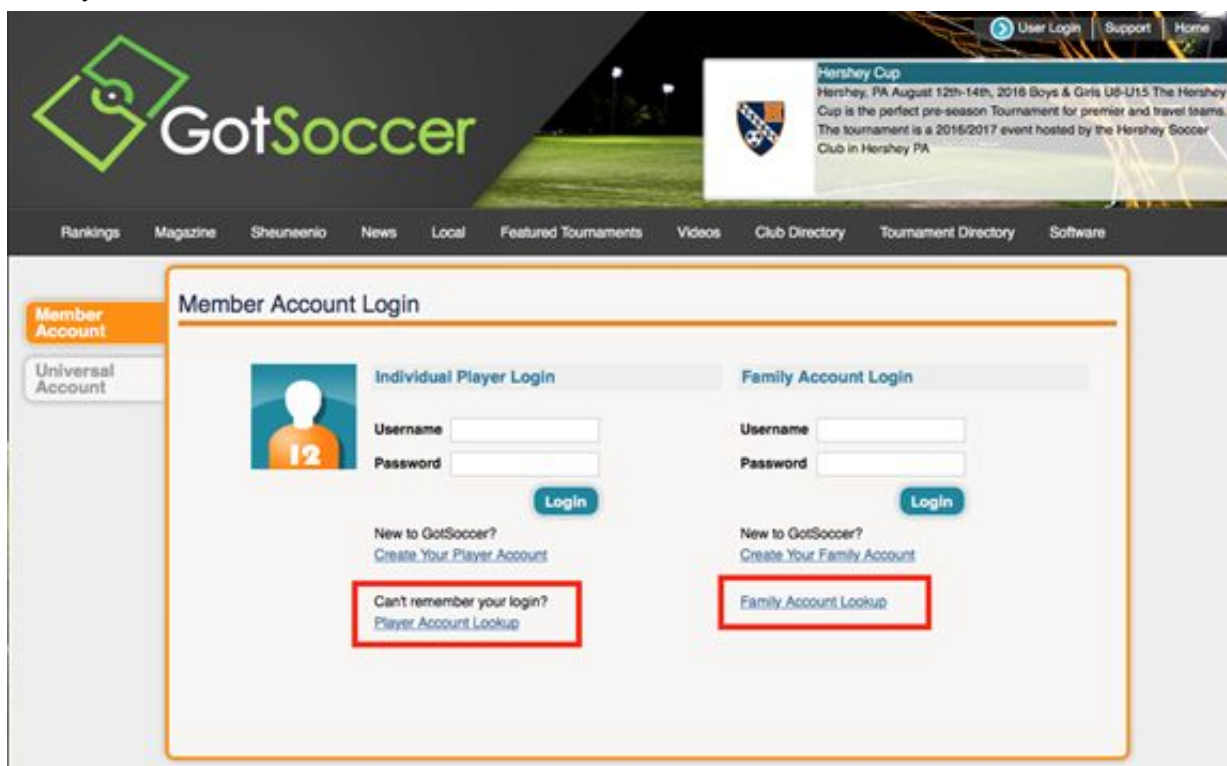 User Login | Support | Home
GotSoccer
Hershey Cup
Hershey, PA August 12th-14th, 2016 Boys & Girls U8-U15 The Hershey
Cup is the perfect pre-season Tournament for premier and travel teams.
The tournament is a 2016/2017 event hosted by the Hershey Soccer
Club in Hershey PA
Rankings Magazine Sheuneenio News Local Featured Tournaments Videos Club Directory Tournament Directory Software
Member
Account
Universal
Account
Member Account Login
12
Individual Player Login
Username
Password
Login
New to GotSoccer?
Create Your Player Account
Can't remember your login?
Player Account Lookup
Family Account Login
Username
Password
Login
New to GotSoccer?
Create Your Family Account
Family Account Lookup